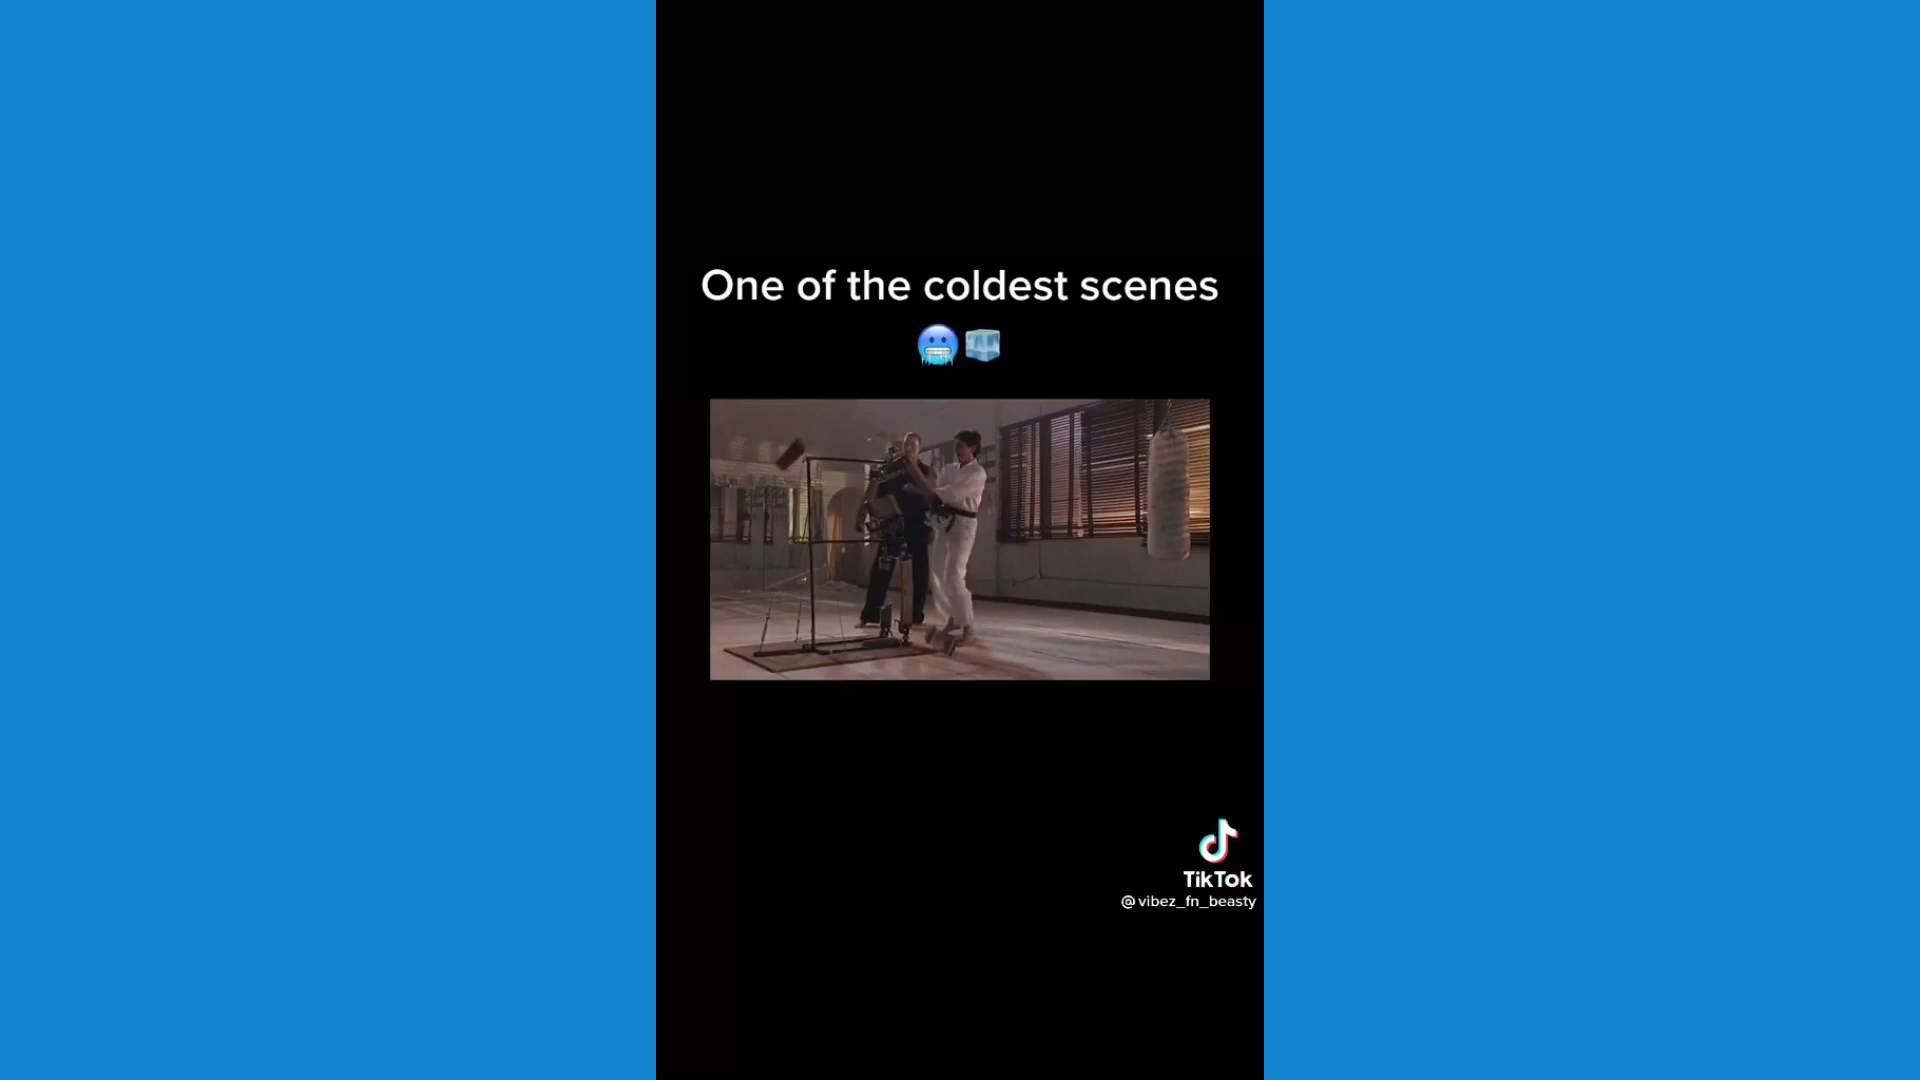 One of the coldest scenes
🥶🧊
TikTok
@vibez_fn_beasty